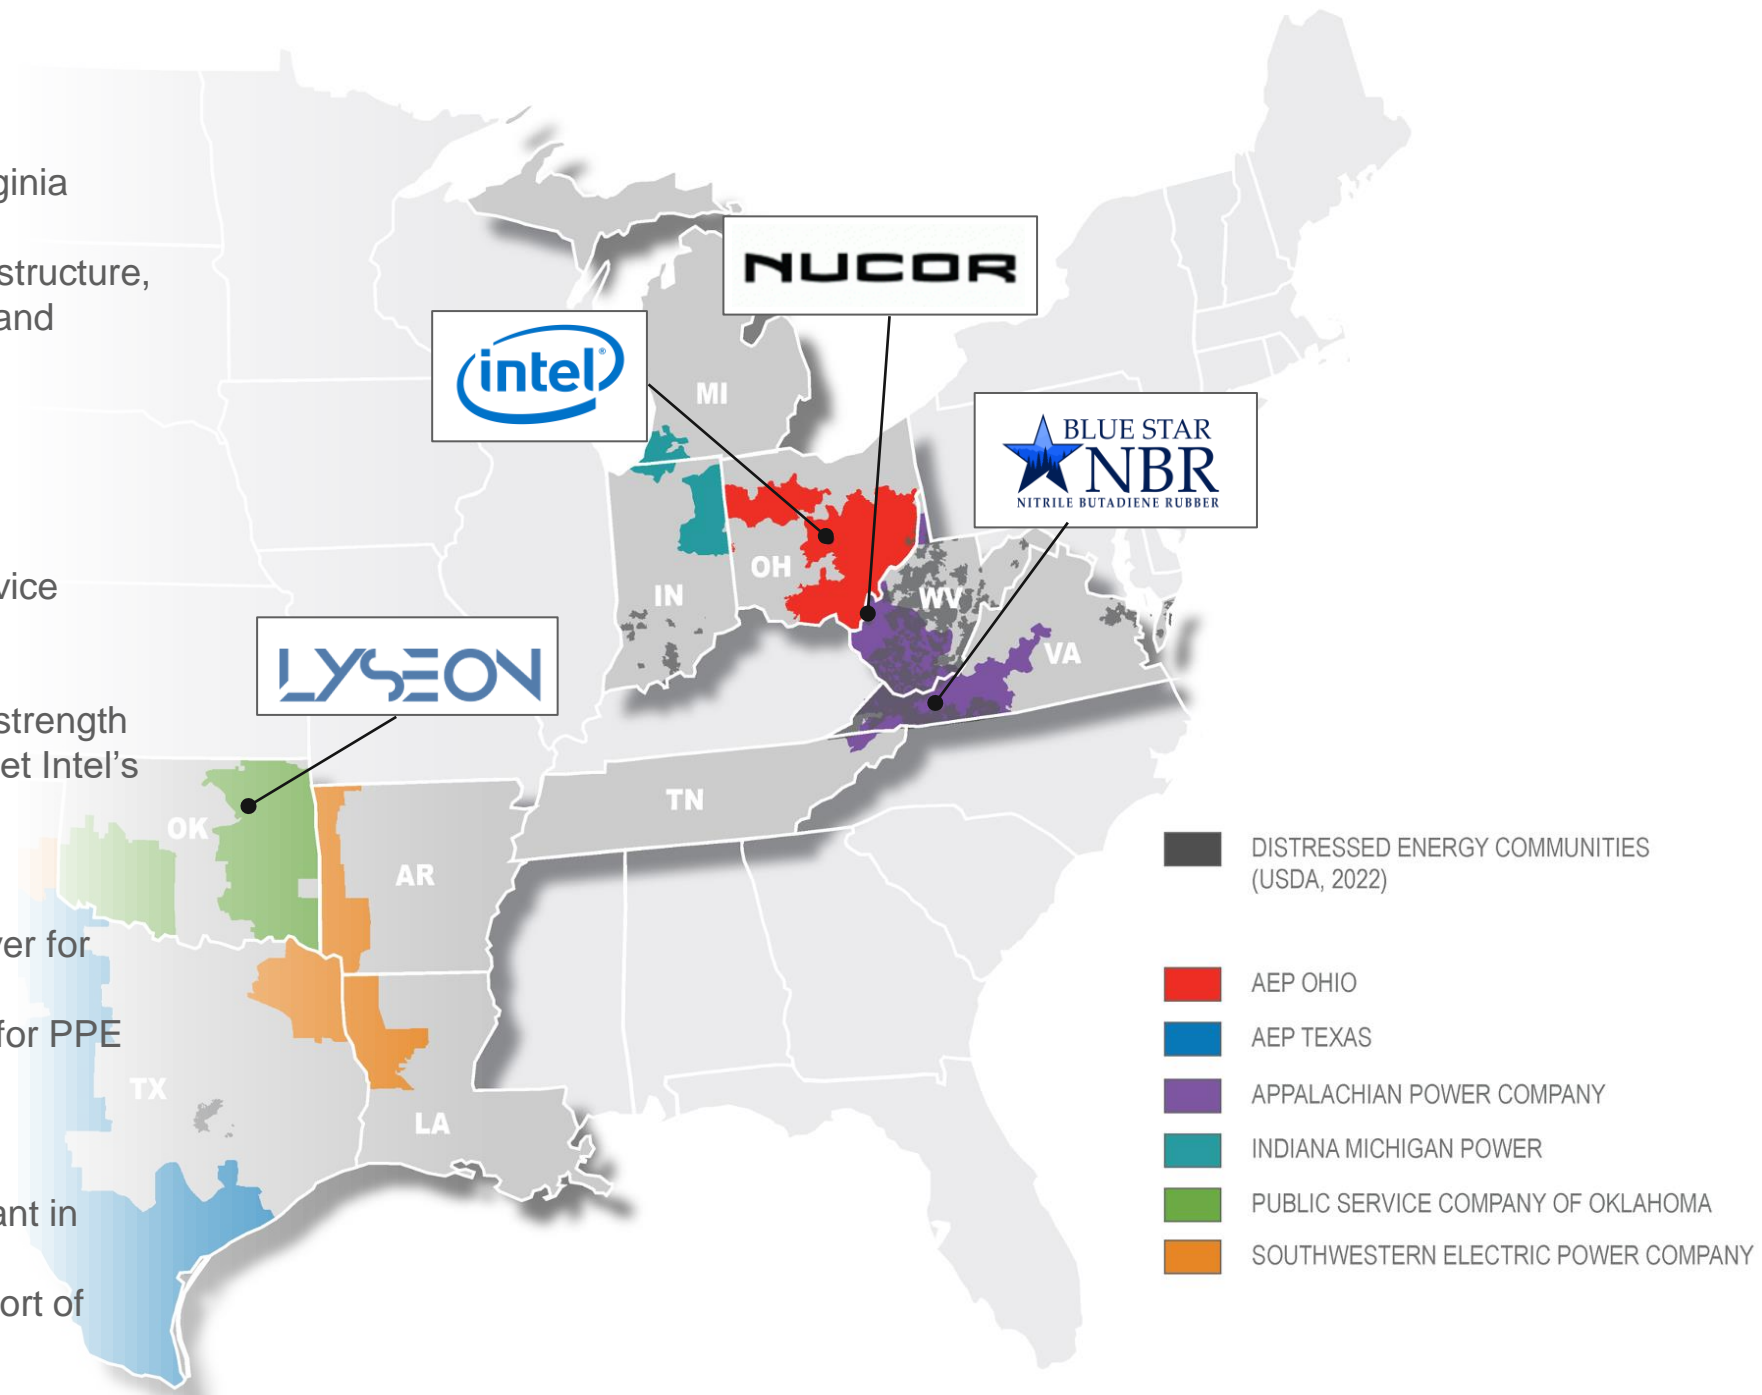 ginia
structure,
and
vice
strength
et Intel's
ver for
for PPE
ant in
ort of
NUCOR
intel®
MI
BLUE STAR
NBR
NITRILE BUTADIENE RUBBER
OH
IN
WV
VA
LYSEON
TN
OK
AR
TX
LA
DISTRESSED ENERGY COMMUNITIES
(USDA, 2022)
AEP OHIO
AEP TEXAS
APPALACHIAN POWER COMPANY
INDIANA MICHIGAN POWER
PUBLIC SERVICE COMPANY OF OKLAHOMA
SOUTHWESTERN ELECTRIC POWER COMPANY